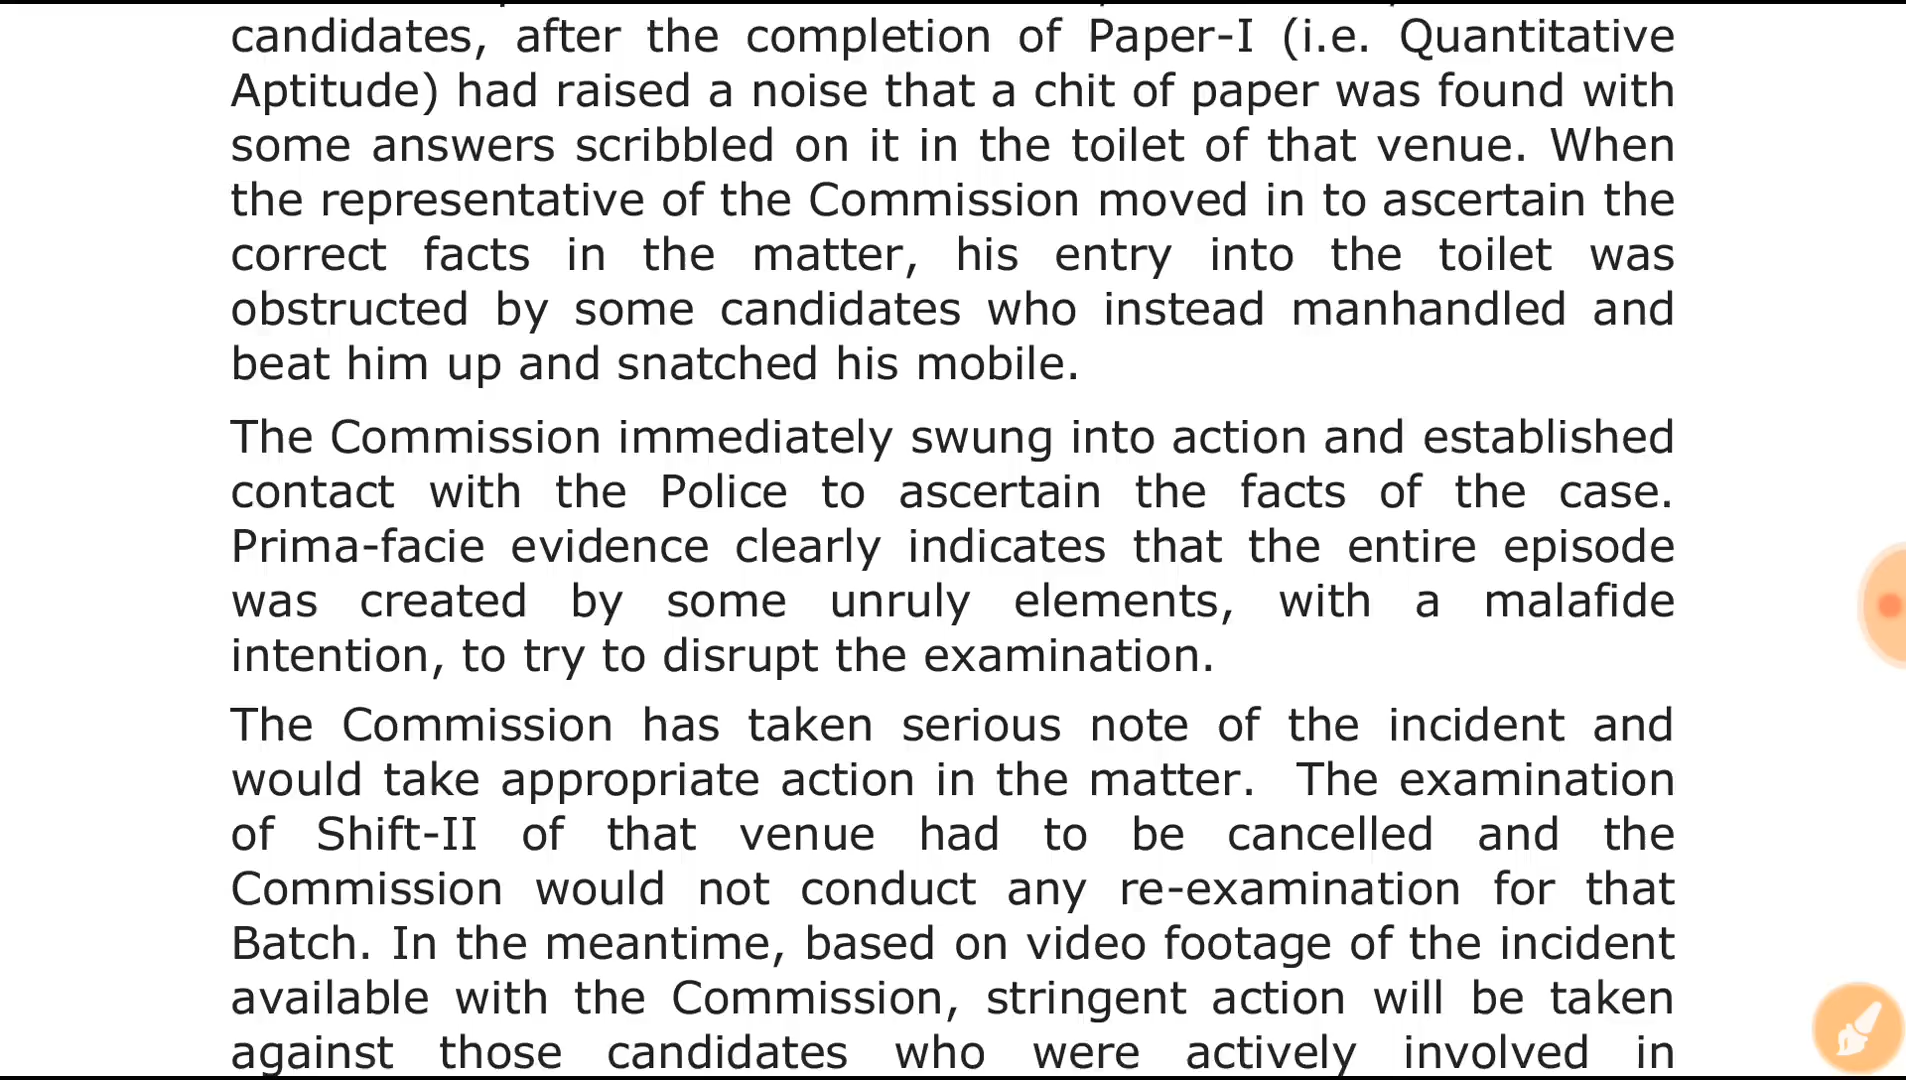 candidates, after the completion of Paper-I (i.e. Quantitative
Aptitude) had raised a noise that a chit of paper was found with
some answers scribbled on it in the toilet of that venue. When
the representative of the Commission moved in to ascertain the
correct facts in the matter, his entry into the toilet was
obstructed by some candidates who instead manhandled and
beat him up and snatched his mobile.
The Commission immediately swung into action and established
contact with the Police to ascertain the facts of the case.
Prima-facie evidence clearly indicates that the entire episode
was created by some unruly elements, with a malafide
intention, to try to disrupt the examination.
The Commission has taken serious note of the incident and
would take appropriate action in the matter. The examination
of Shift-II of that venue had to be cancelled and the
Commission would not conduct any re-examination for that
Batch. In the meantime, based on video footage of the incident
available with the Commission, stringent action will be taken
against those candidates who were actively involved in